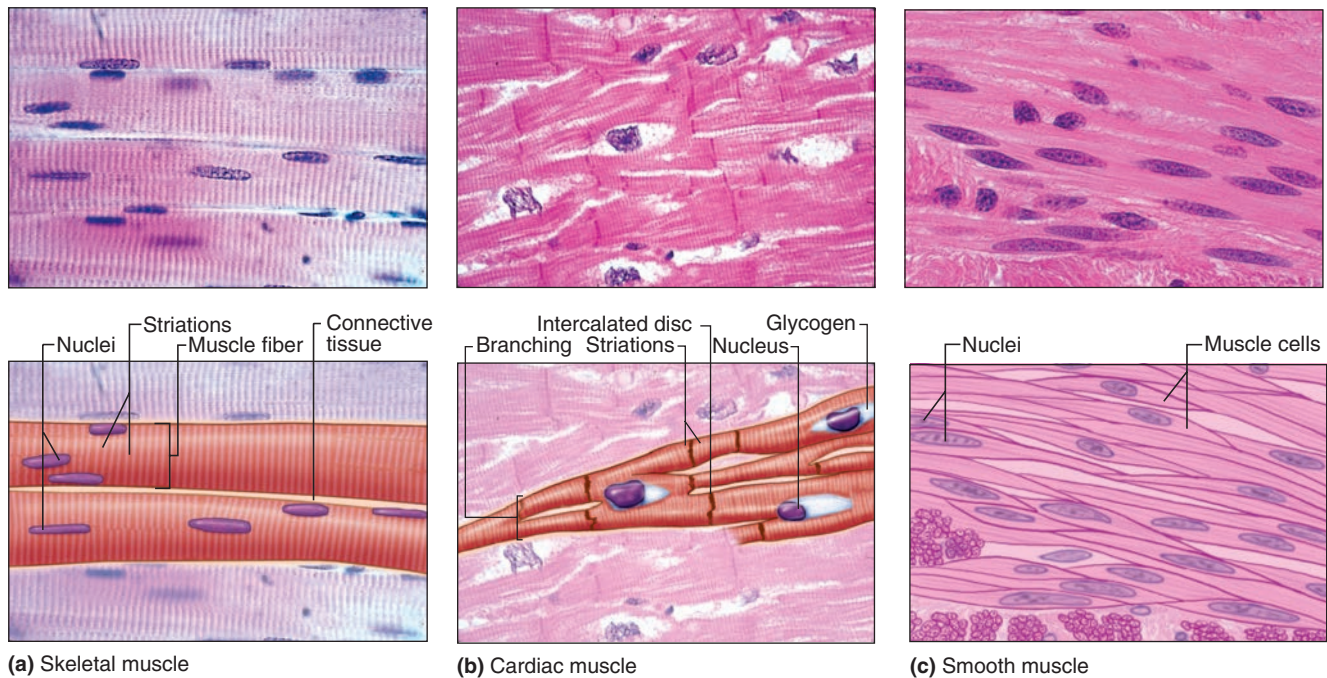 Nuclei
Striations
Muscle fiber
Connective
tissue
Branching
Striations
Intercalated disc
Nucleus
Glycogen
Nuclei
Muscle cells
(a) Skeletal muscle
(b) Cardiac muscle
(c) Smooth muscle